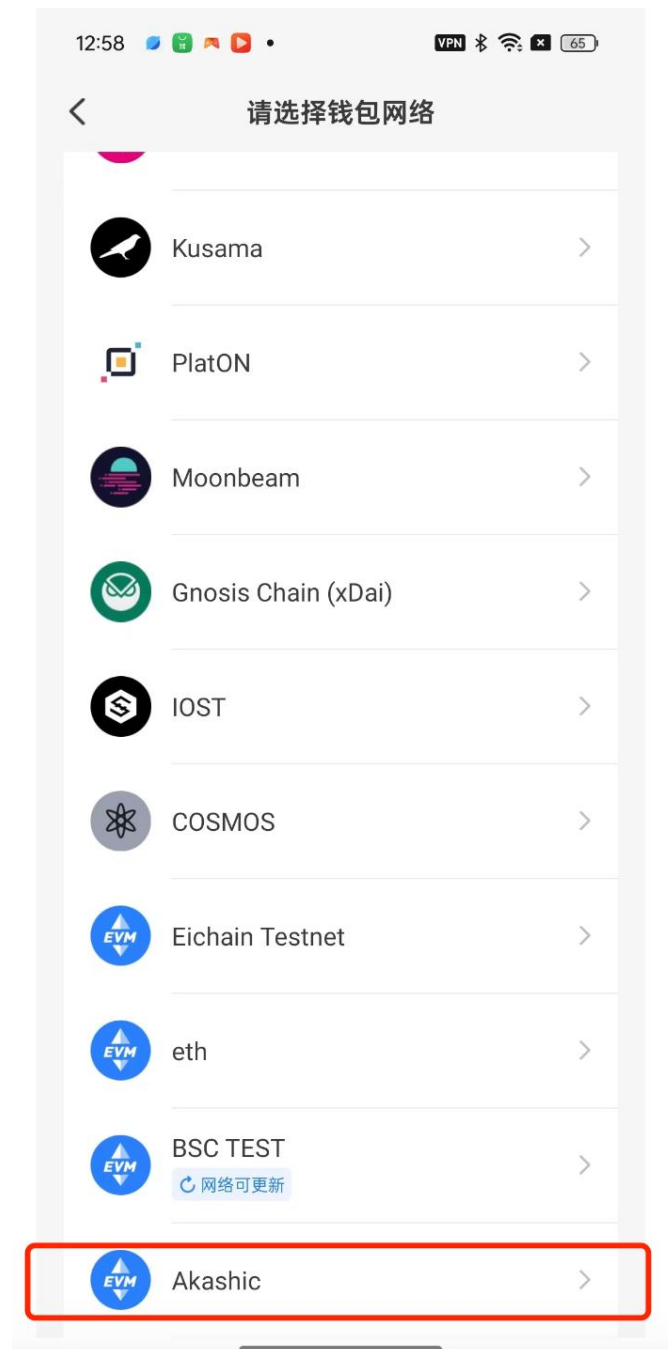 12:58 VPN 65
请选择钱包网络
Kusama
PlatON
Moonbeam
Gnosis Chain (xDai)
IOST
COSMOS
EVM Eichain Testnet
EVM eth
EVM BSC TEST
网络可更新
EVM Akashic